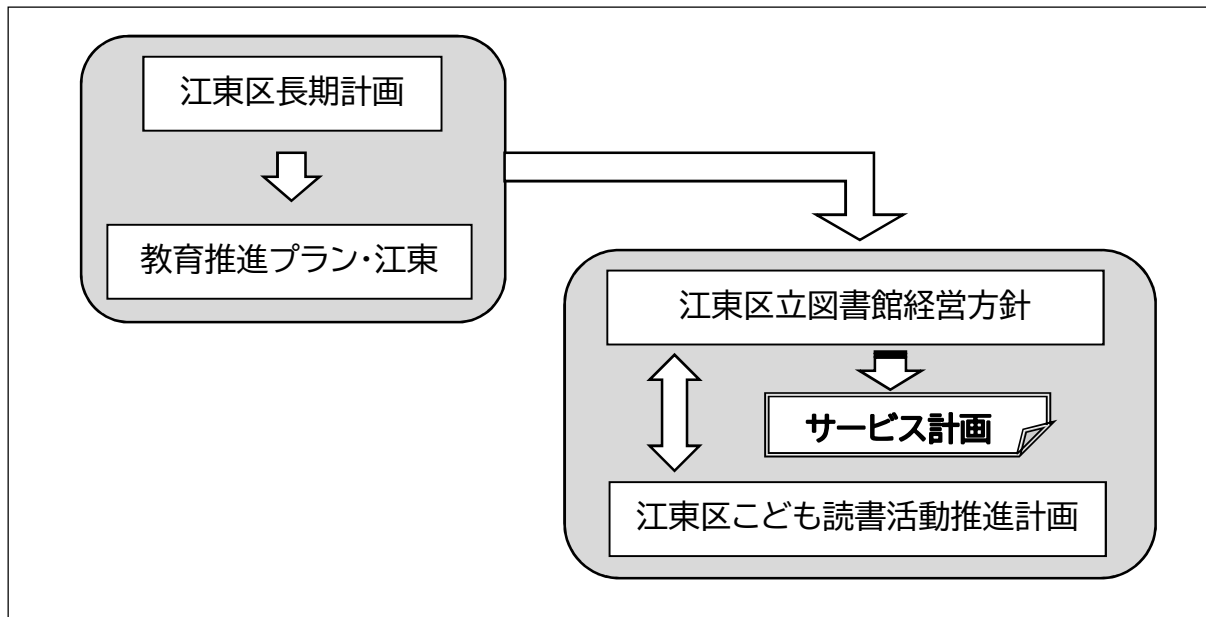 江東区長期計画
教育推進プラン・江東
江東区立図書館経営方針
サービス計画
江東区こども読書活動推進計画